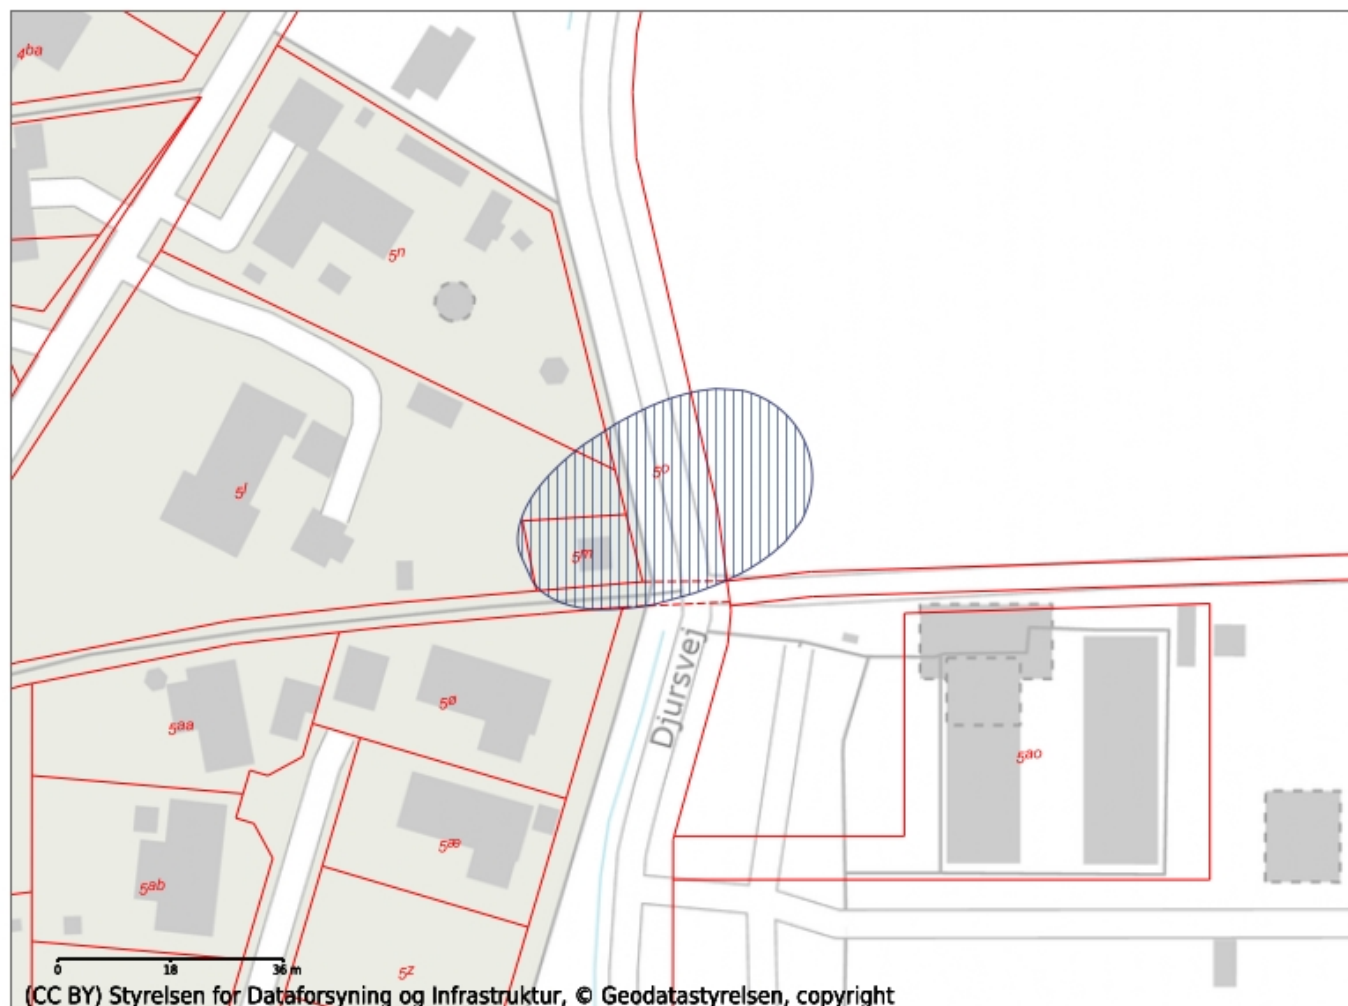 4ba
5n
5l
5o
5m
Djursvej
5ø
5aa
5ao
5æ
5ab
5z
0 18 36 m
(CC BY) Styrelsen for Dataforsyning og Infrastruktur, © Geodatastyrelsen, copyright